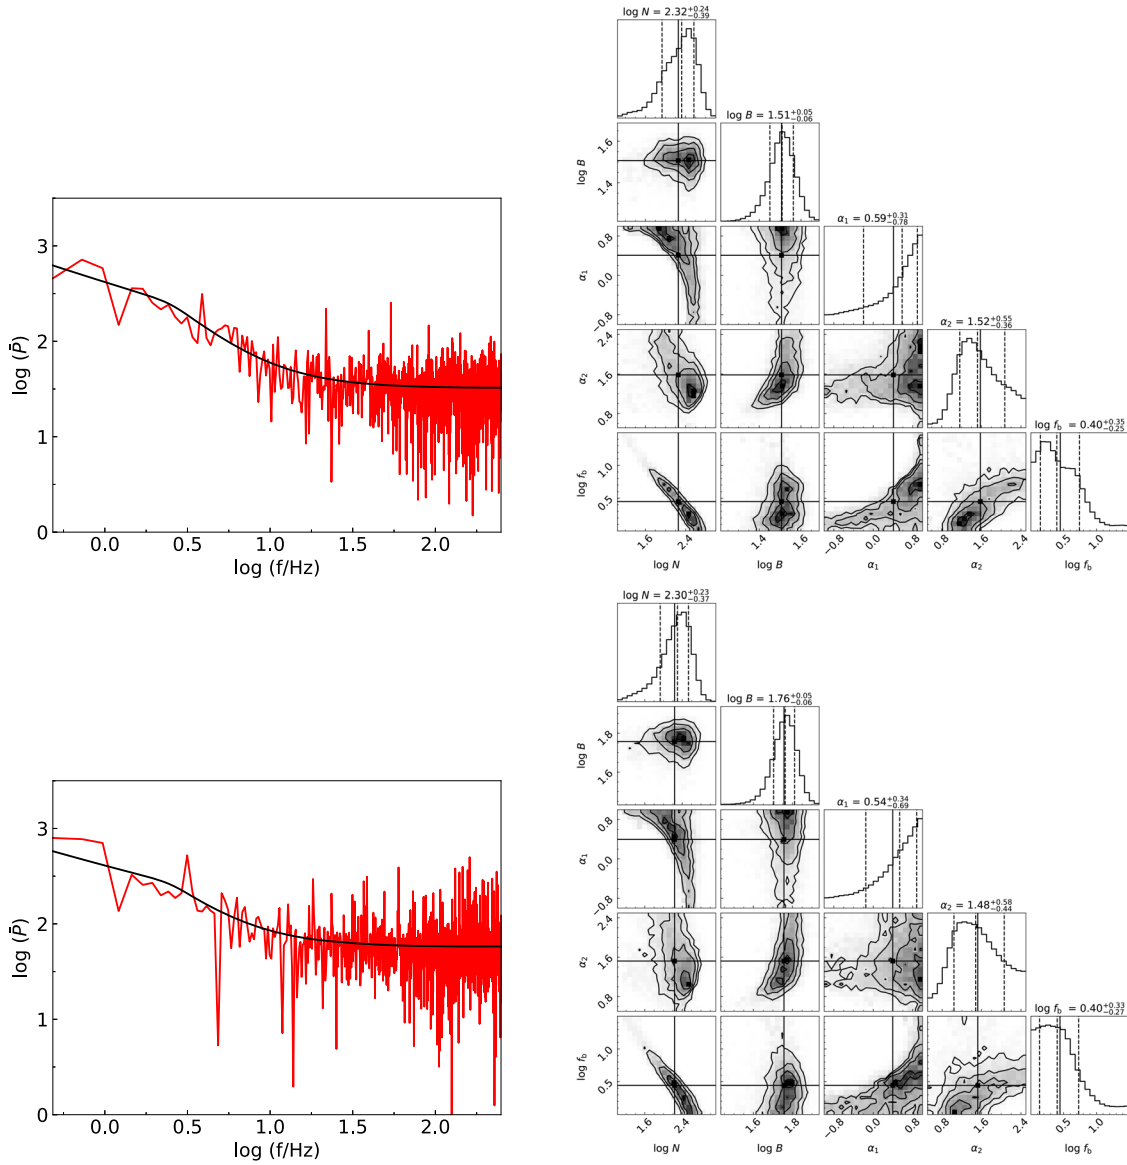 log N = 2.32+0.24−0.39
log B = 1.51+0.05−0.06
α1 = 0.59+0.31−0.78
α2 = 1.52+0.55−0.36
log fb = 0.40+0.35−0.25
log B
1.6
1.4
α1
0.8
0.0
−0.8
α2
2.4
1.6
0.8
log fb
1.0
0.5
1.6 2.4 1.4 1.6 −0.8 0.0 0.8 0.8 1.6 2.4 0.5 1.0
log N log B α1 α2 log fb
log (P̄)
3
2
1
0
0.0 0.5 1.0 1.5 2.0
log (f/Hz)
log N = 2.30+0.23−0.37
log B = 1.76+0.05−0.06
α1 = 0.54+0.34−0.69
α2 = 1.48+0.58−0.44
log fb = 0.40+0.33−0.27
log B
1.8
1.6
α1
0.8
0.0
−0.8
α2
2.4
1.6
0.8
log fb
1.0
0.5
1.6 2.4 1.6 1.8 −0.8 0.0 0.8 0.8 1.6 2.4 0.5 1.0
log N log B α1 α2 log fb
log (P̄)
3
2
1
0
0.0 0.5 1.0 1.5 2.0
log (f/Hz)